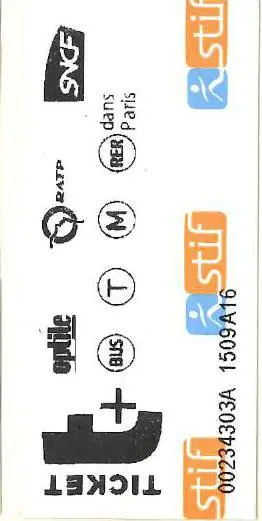 TICKET
t+
optile RATP SNCF
BUS T M RER dans
Paris
stif stif stif
00234303A 1509A16